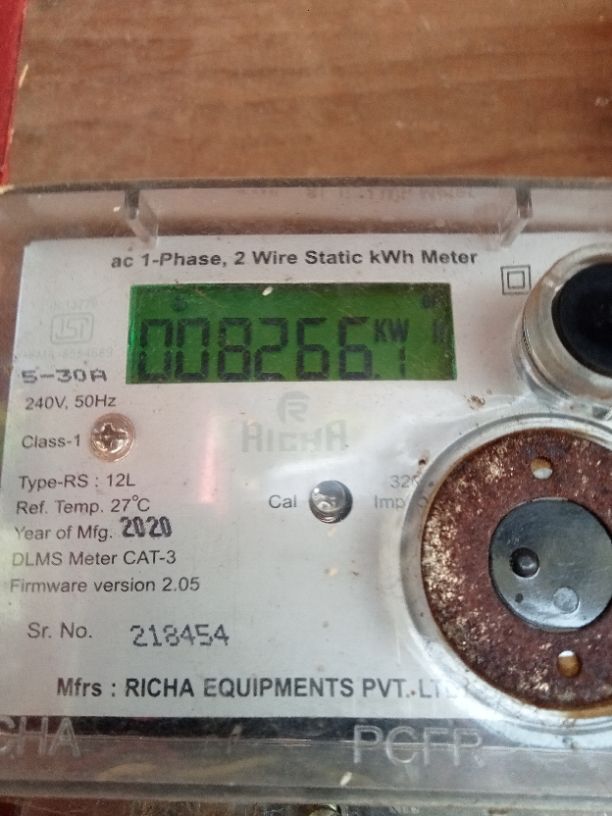 ac 1-Phase, 2 Wire Static kWh Meter
ISI
008266.1 KW
5-30A
240V, 50Hz
RICHA
Class-1
Type-RS : 12L
Cal
Ref. Temp. 27°C
Year of Mfg. 2020
DLMS Meter CAT-3
Firmware version 2.05
Sr. No. 218454
Mfrs : RICHA EQUIPMENTS PVT.